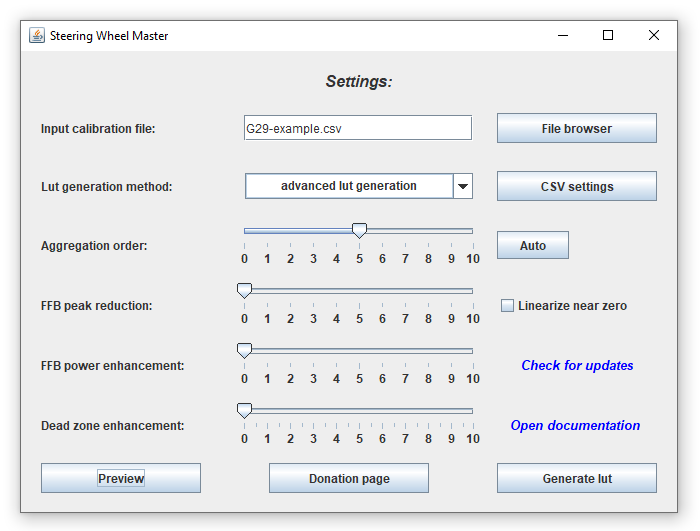 Steering Wheel Master
Settings:
Input calibration file: G29-example.csv File browser
Lut generation method: advanced lut generation CSV settings
Aggregation order: Auto
0 1 2 3 4 5 6 7 8 9 10
FFB peak reduction: Linearize near zero
0 1 2 3 4 5 6 7 8 9 10
FFB power enhancement: Check for updates
0 1 2 3 4 5 6 7 8 9 10
Dead zone enhancement: Open documentation
0 1 2 3 4 5 6 7 8 9 10
Preview Donation page Generate lut